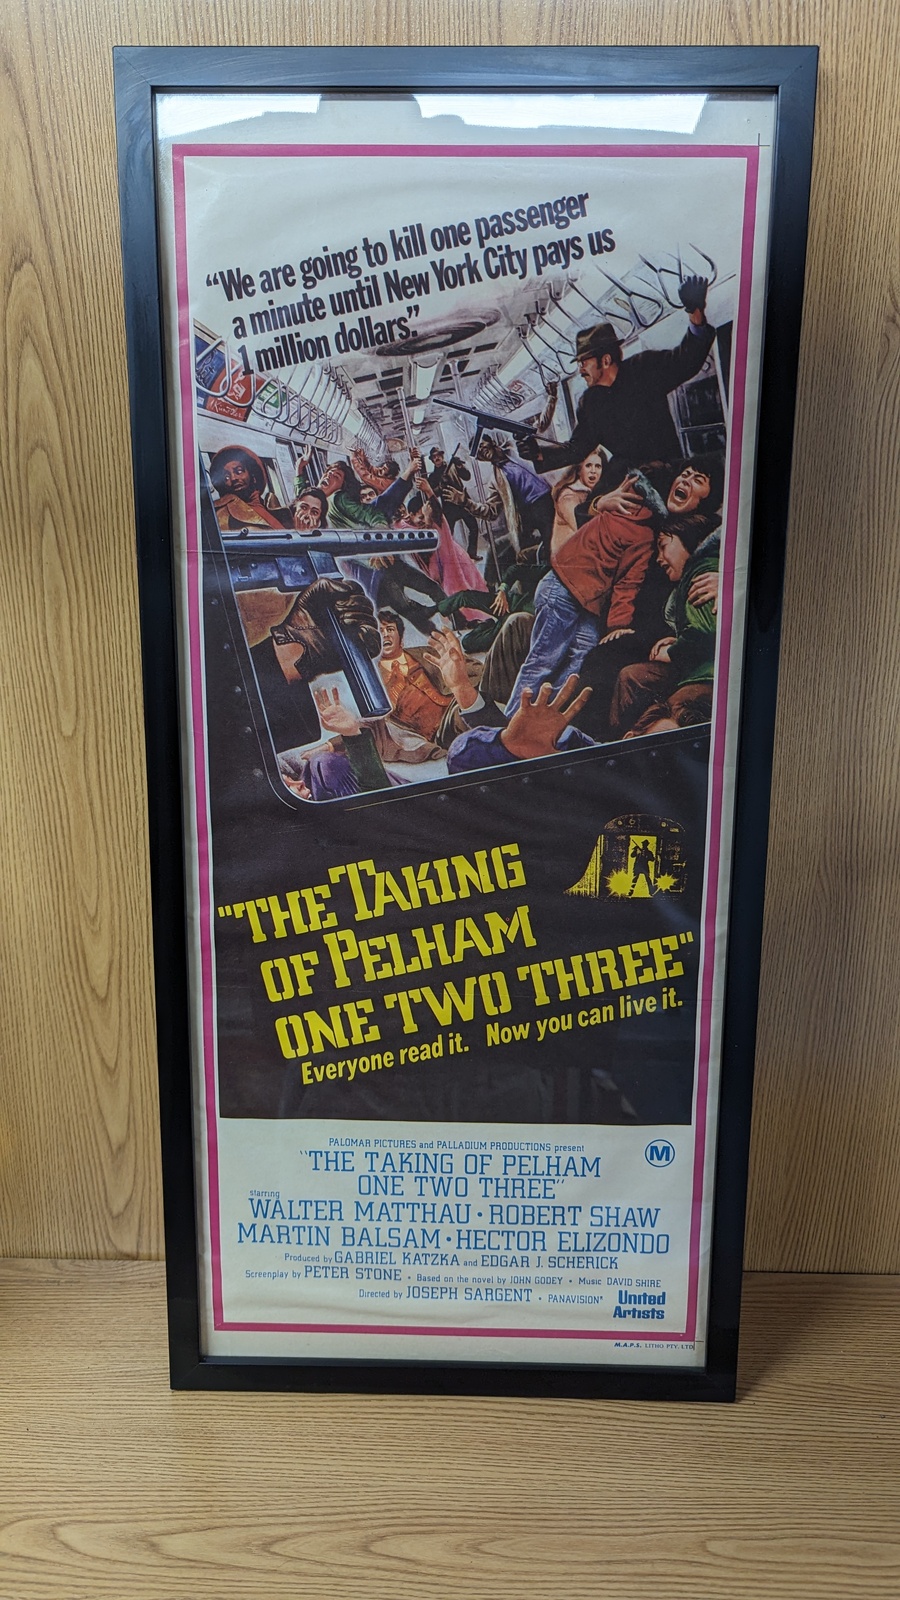 “We are going to kill one passenger
a minute until New York City pays us
1 million dollars.”
"THE TAKING
OF PELHAM
ONE TWO THREE"
Everyone read it. Now you can live it.
PALOMAR PICTURES and PALLADIUM PRODUCTIONS present
M
"THE TAKING OF PELHAM
ONE TWO THREE"
starring
WALTER MATTHAU • ROBERT SHAW
MARTIN BALSAM • HECTOR ELIZONDO
Produced by GABRIEL KATZKA and EDGAR J. SCHERICK
Screenplay by PETER STONE • Based on the novel by JOHN GODEY • Music DAVID SHIRE
Directed by JOSEPH SARGENT • PANAVISION®
United
Artists
M.A.P.S. LITHO PTY. LTD